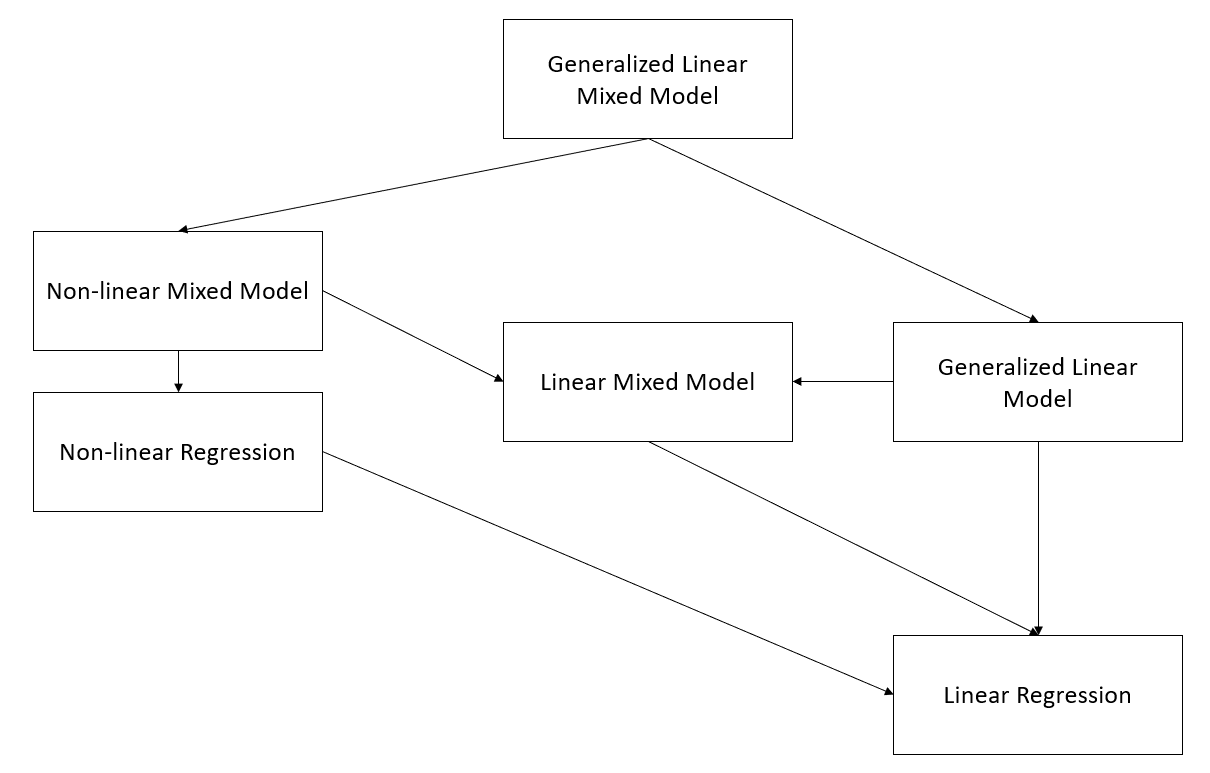 Generalized Linear
Mixed Model
Non-linear Mixed Model
Linear Mixed Model
Generalized Linear
Model
Non-linear Regression
Linear Regression